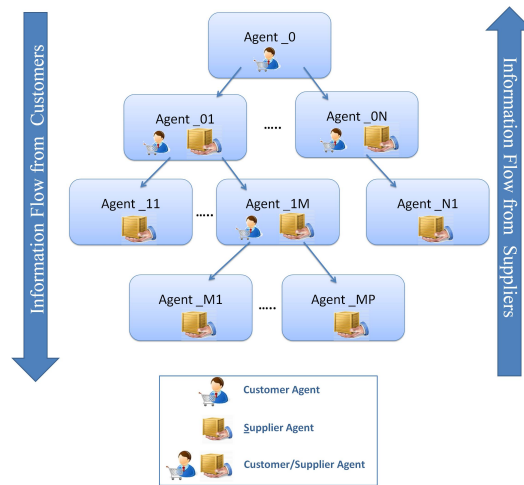 Agent _0
Agent _01
.....
Agent _0N
Agent _11
.....
Agent _1M
Agent _N1
Agent _M1
.....
Agent _MP
Information Flow from Customers
Information Flow from Suppliers
Customer Agent
Supplier Agent
Customer/Supplier Agent